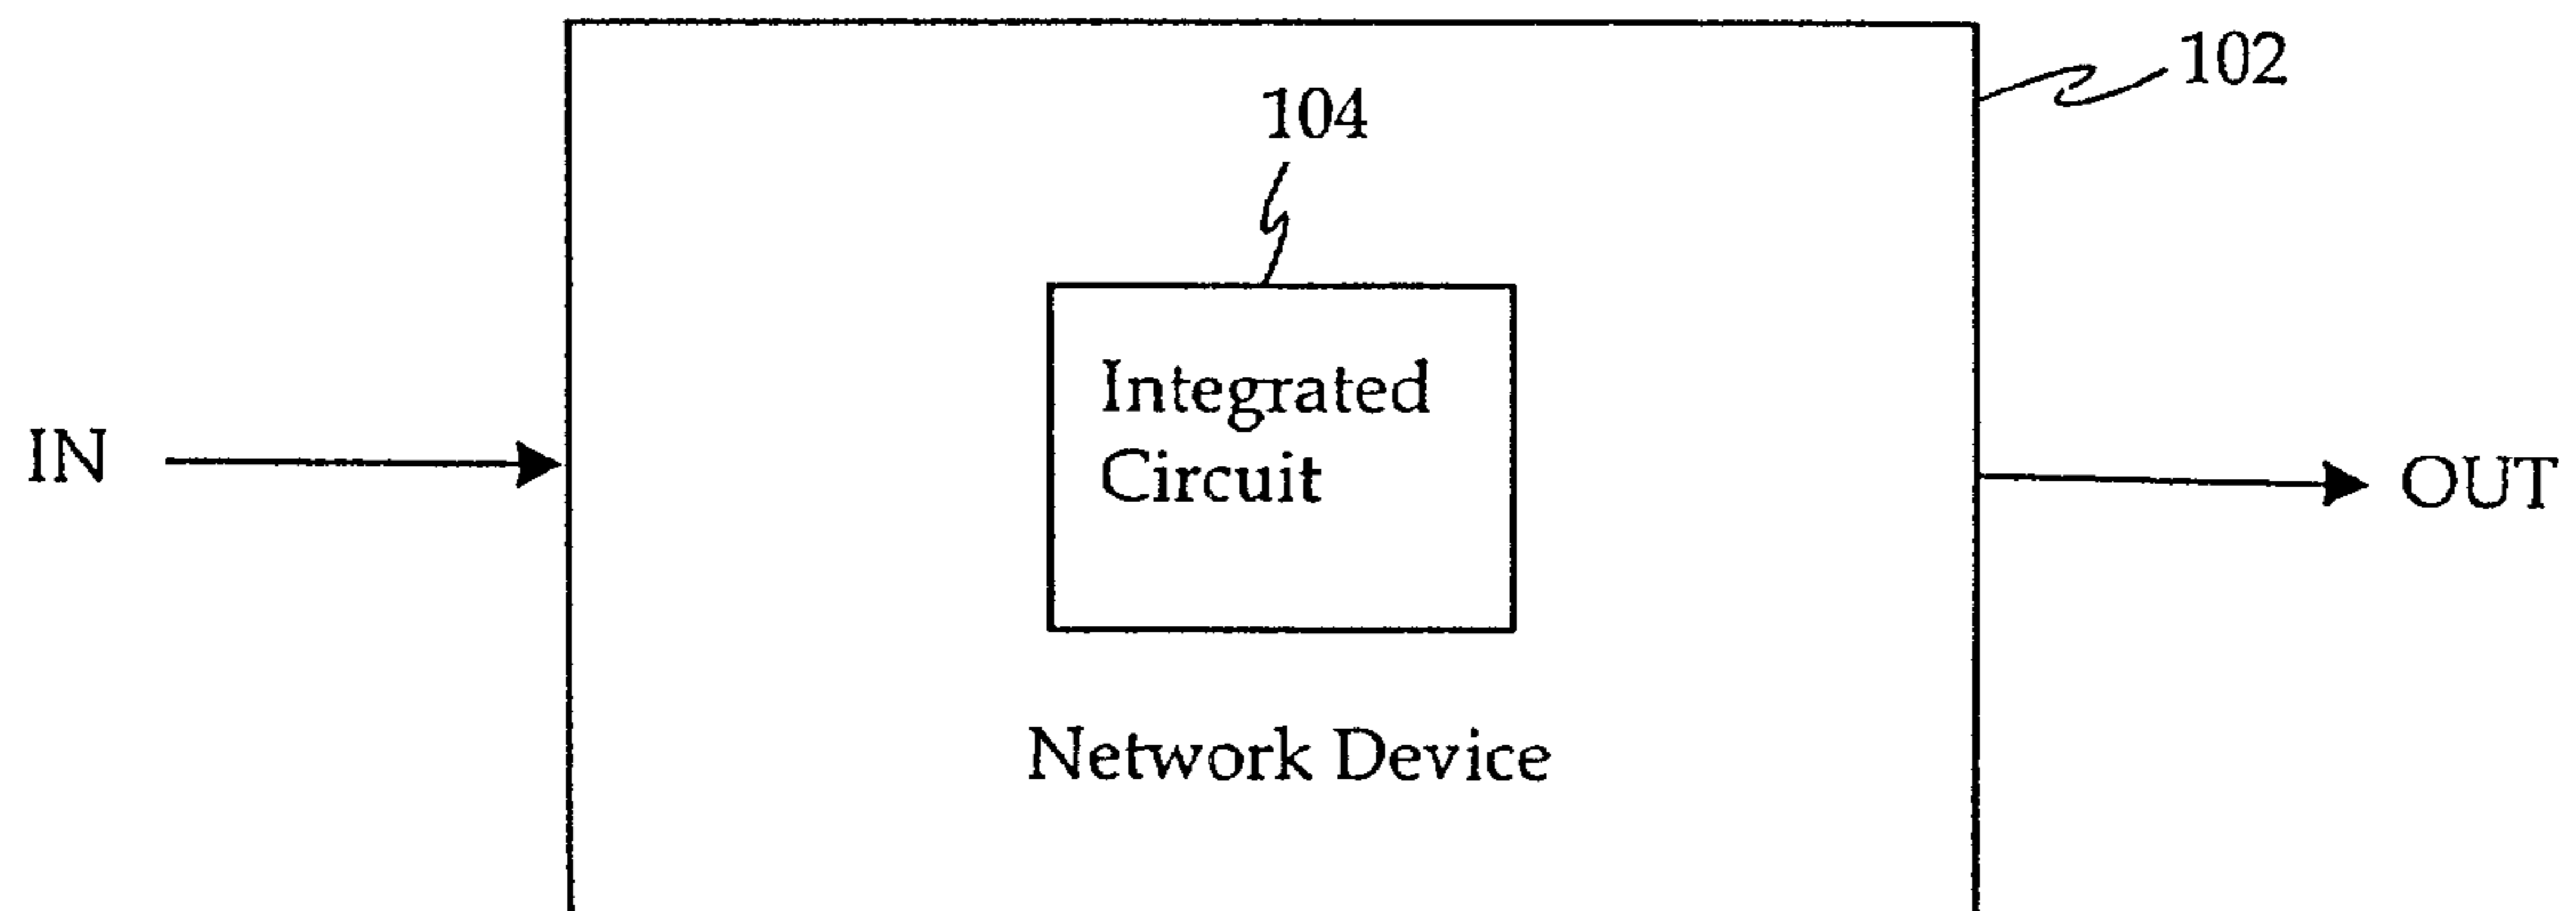 102
104
Integrated
Circuit
IN
OUT
Network Device